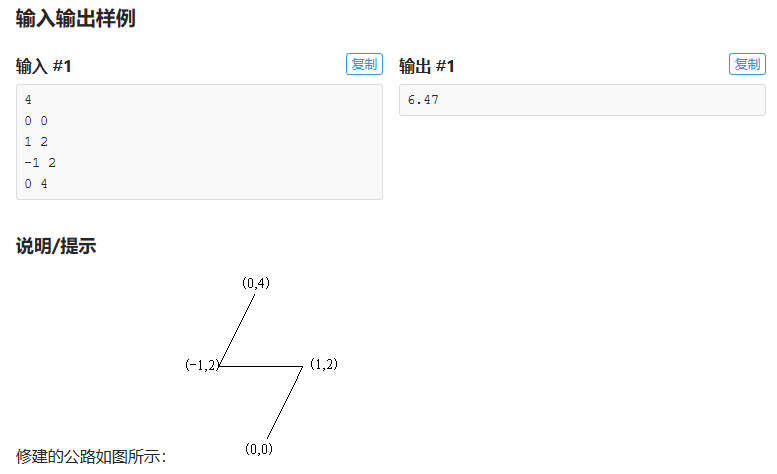 输入输出样例
输入 #1
复制
4
0 0
1 2
-1 2
0 4
输出 #1
复制
6.47
说明/提示
(0,4)
(-1,2)
(1,2)
(0,0)
修建的公路如图所示：